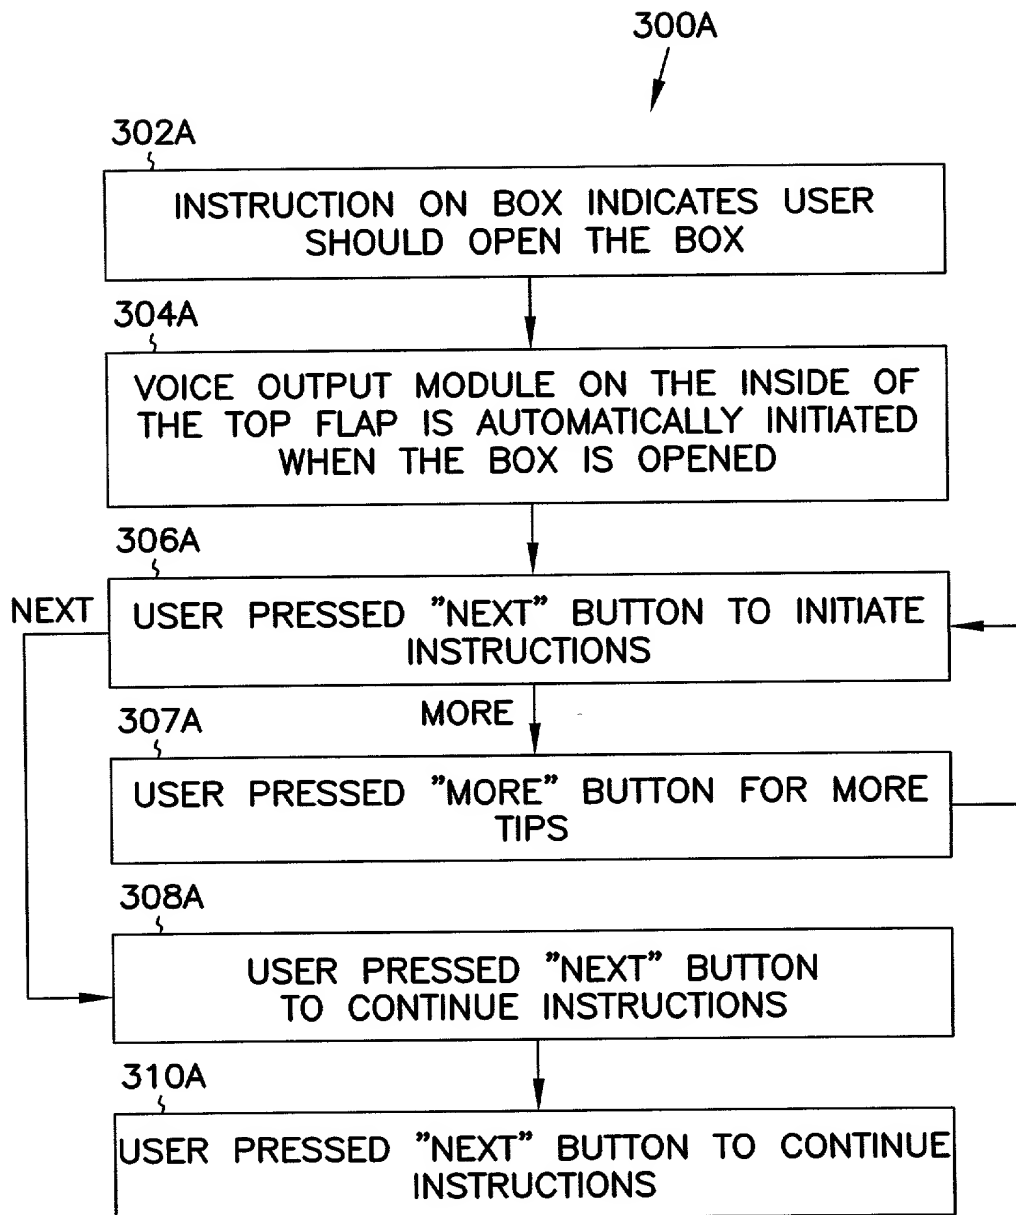 300A
302A
INSTRUCTION ON BOX INDICATES USER
SHOULD OPEN THE BOX
304A
VOICE OUTPUT MODULE ON THE INSIDE OF
THE TOP FLAP IS AUTOMATICALLY INITIATED
WHEN THE BOX IS OPENED
306A
NEXT
USER PRESSED "NEXT" BUTTON TO INITIATE
INSTRUCTIONS
MORE
307A
USER PRESSED "MORE" BUTTON FOR MORE
TIPS
308A
USER PRESSED "NEXT" BUTTON
TO CONTINUE INSTRUCTIONS
310A
USER PRESSED "NEXT" BUTTON TO CONTINUE
INSTRUCTIONS